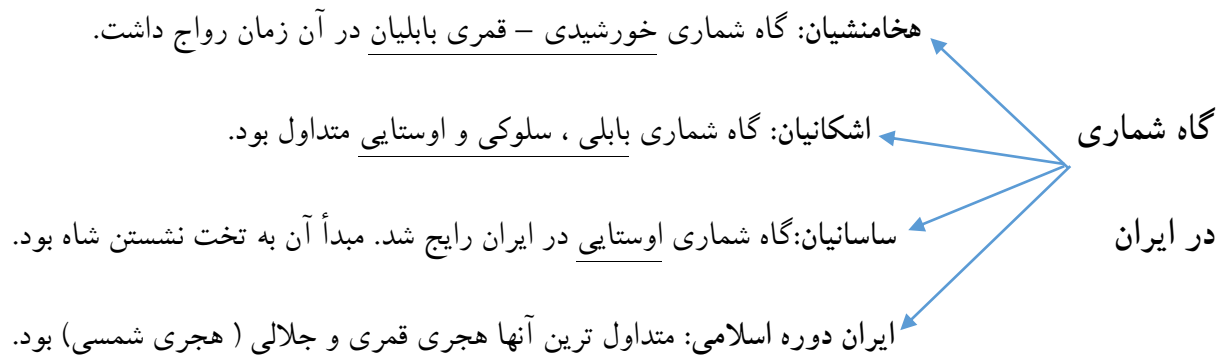 هخامنشیان: گاه شماری خورشیدی – قمری بابلیان در آن زمان رواج داشت.
گاه شماری
اشکانیان: گاه شماری بابلی ، سلوکی و اوستایی متداول بود.
در ایران
ساسانیان:گاه شماری اوستایی در ایران رایج شد. مبدأ آن به تخت نشستن شاه بود.
ایران دوره اسلامی: متداول ترین آنها هجری قمری و جلالی ( هجری شمسی) بود.